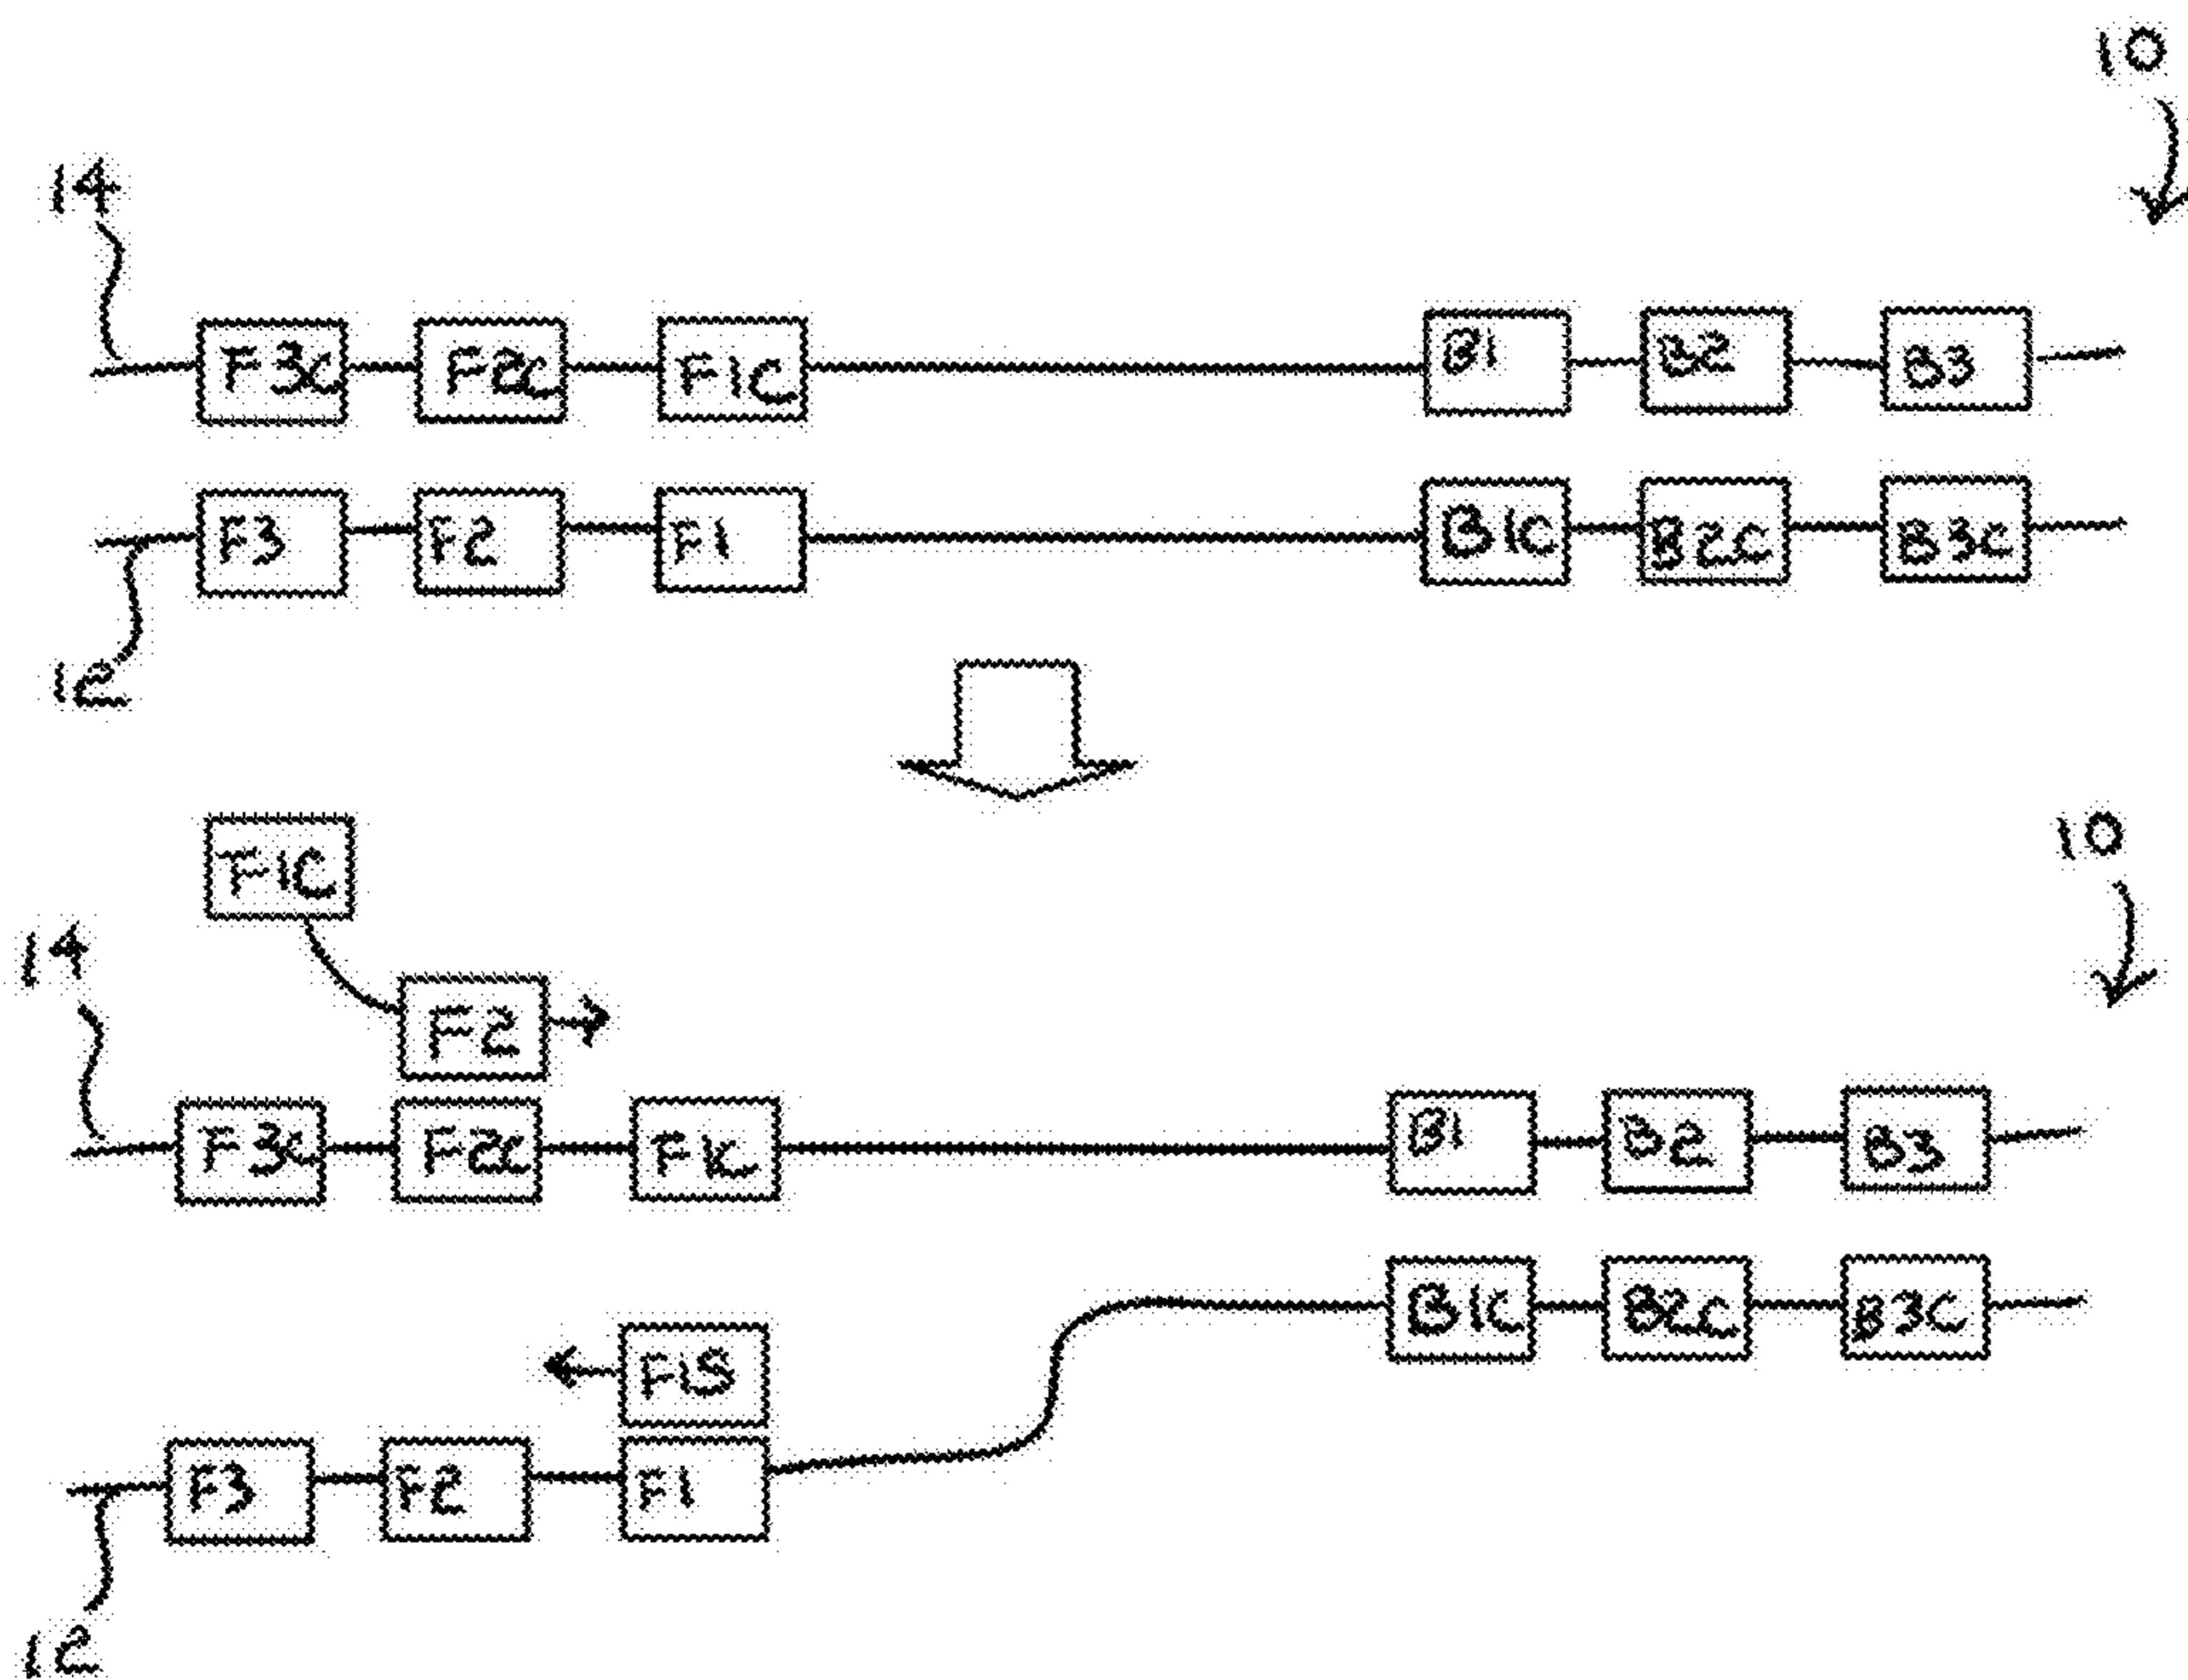 10
14
F3C F2C F1C B1 B2 B3
F3 F2 F1 B1C B2C B3C
12
F1C
10
14
F2
F3C F2C F1C B1 B2 B3
B1C B2C B3C
F1S
F3 F2 F1
12